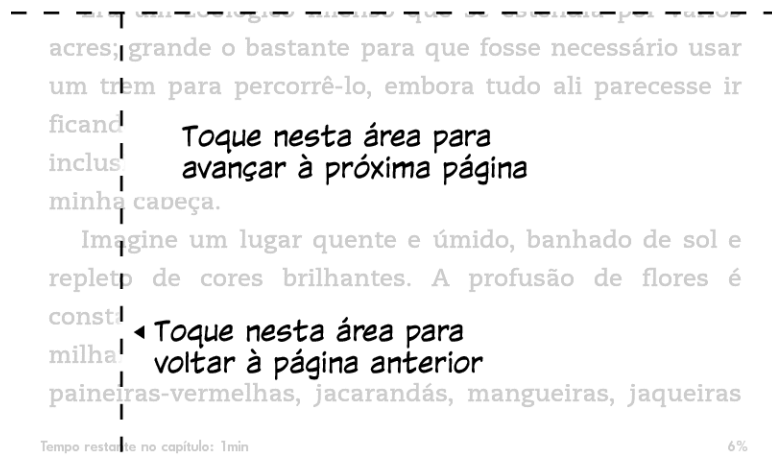 acres; grande o bastante para que fosse necessário usar
um trem para percorrê-lo, embora tudo ali parecesse ir
Toque nesta área para
avançar à próxima página
minha cabeça.
Imagine um lugar quente e úmido, banhado de sol e
repleto de cores brilhantes. A profusão de flores é
Toque nesta área para
voltar à página anterior
paineiras-vermelhas, jacarandás, mangueiras, jaqueiras
Tempo restante no capítulo: 1min
6%